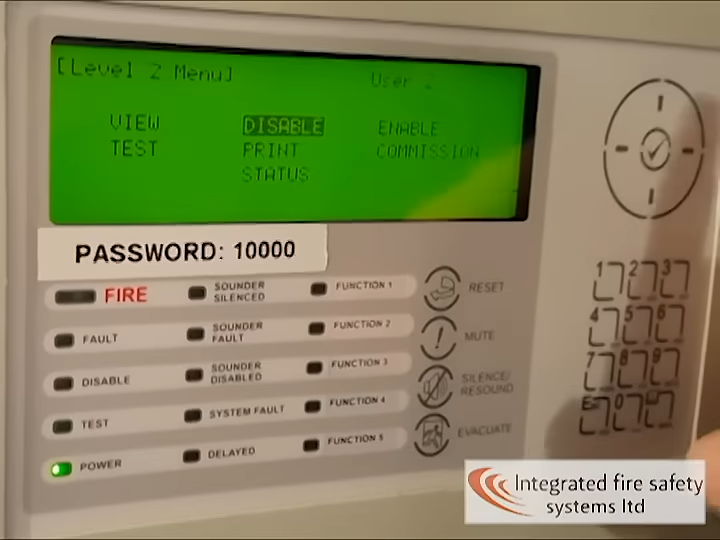 [Level 2 Menu] User
VIEW DISABLE ENABLE
TEST PRINT COMMISSION
STATUS
PASSWORD: 10000
FIRE
SOUNDER
SILENCED
FUNCTION 1
RESET
FAULT
SOUNDER
FAULT
FUNCTION 2
MUTE
DISABLE
SOUNDER
DISABLED
FUNCTION 3
SILENCE/
RESOUND
TEST
SYSTEM FAULT
FUNCTION 4
EVACUATE
POWER
DELAYED
FUNCTION 5
1 2 3
4 5 6
7 8 9
0
Integrated fire safety
systems ltd